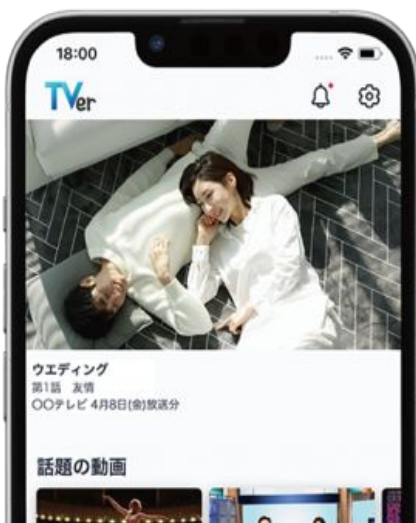 18:00
TVer
ウエディング
第1話 友情
〇〇テレビ 4月8日(金)放送分
話題の動画